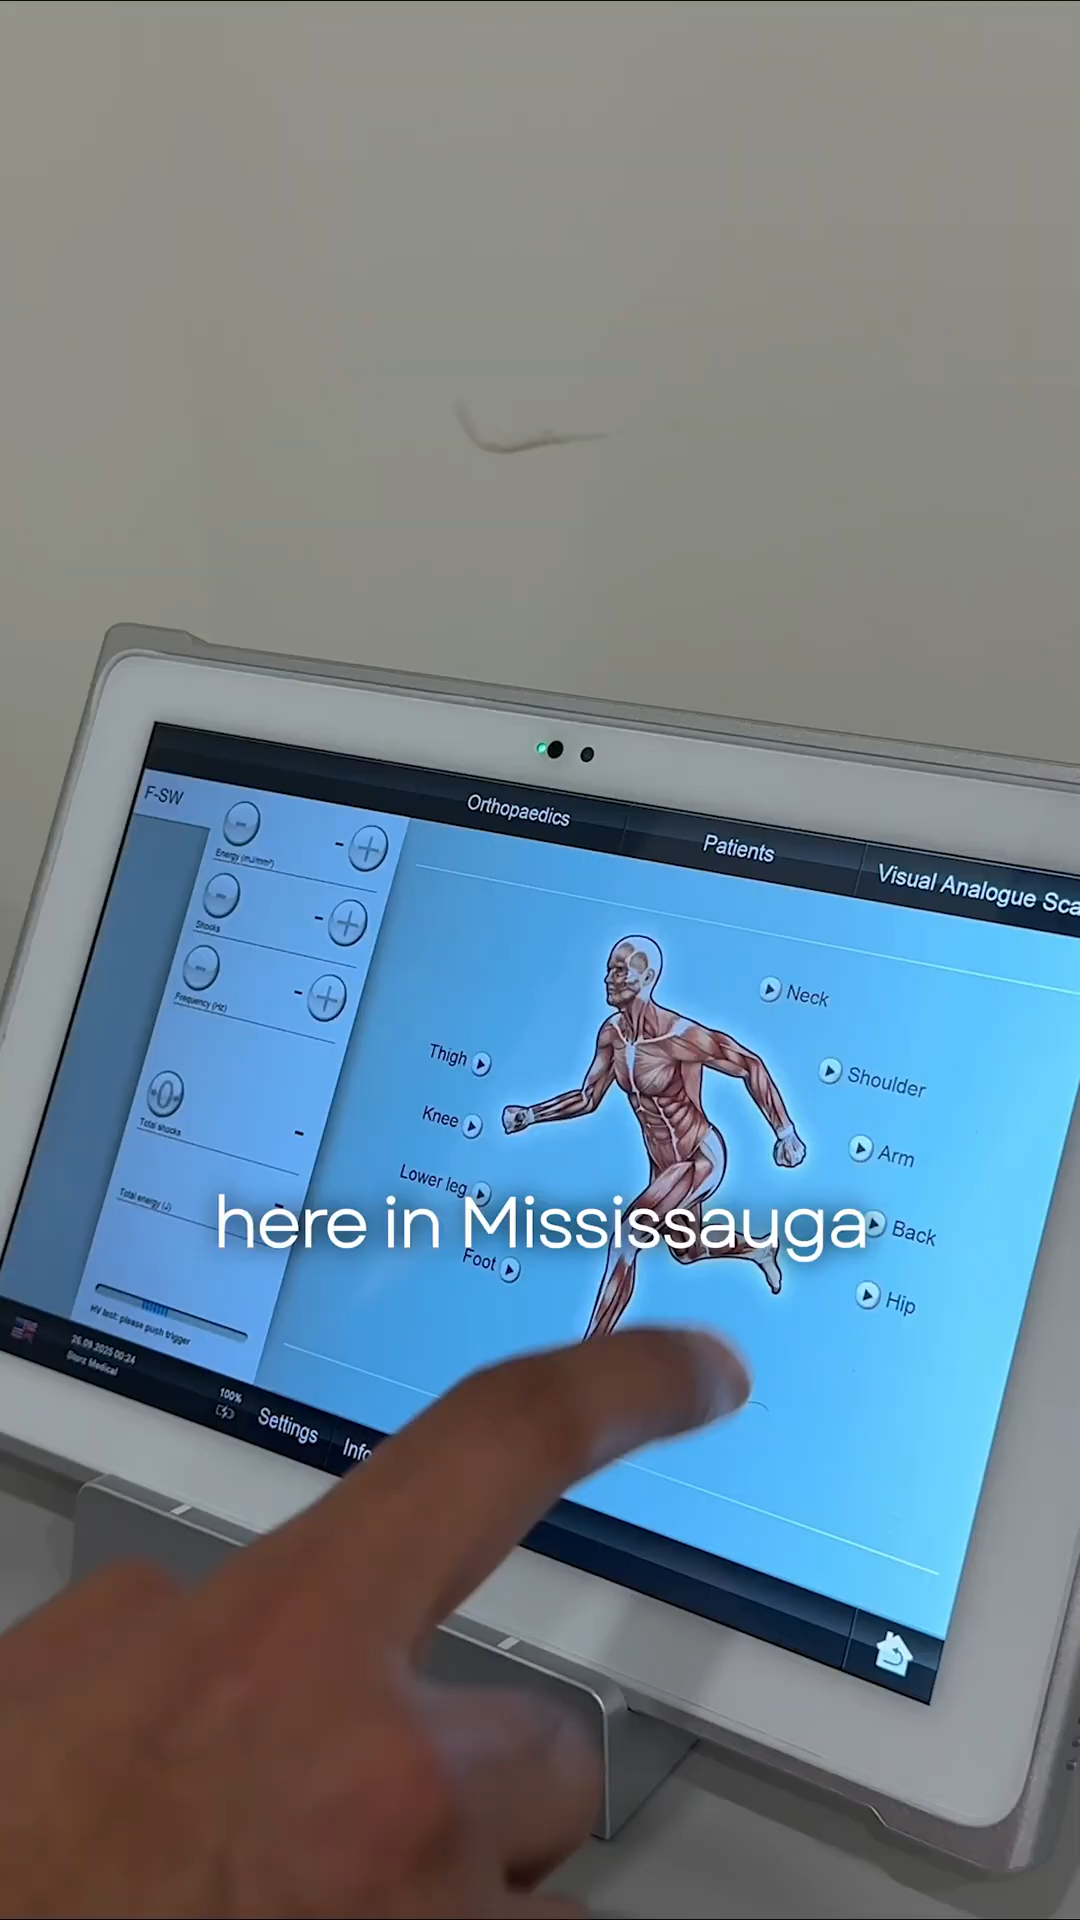 Orthopaedics
Patients
Visual Analogue Sca
F-SW
Energy (mJ/mm²)
Shocks
Frequency (Hz)
Total shocks
Total energy (J)
HV test: please push trigger
Neck
Shoulder
Arm
Back
Hip
Thigh
Knee
Lower leg
Foot
here in Mississauga
26.09.2025 00:24
Storz Medical
100%
Settings
Info